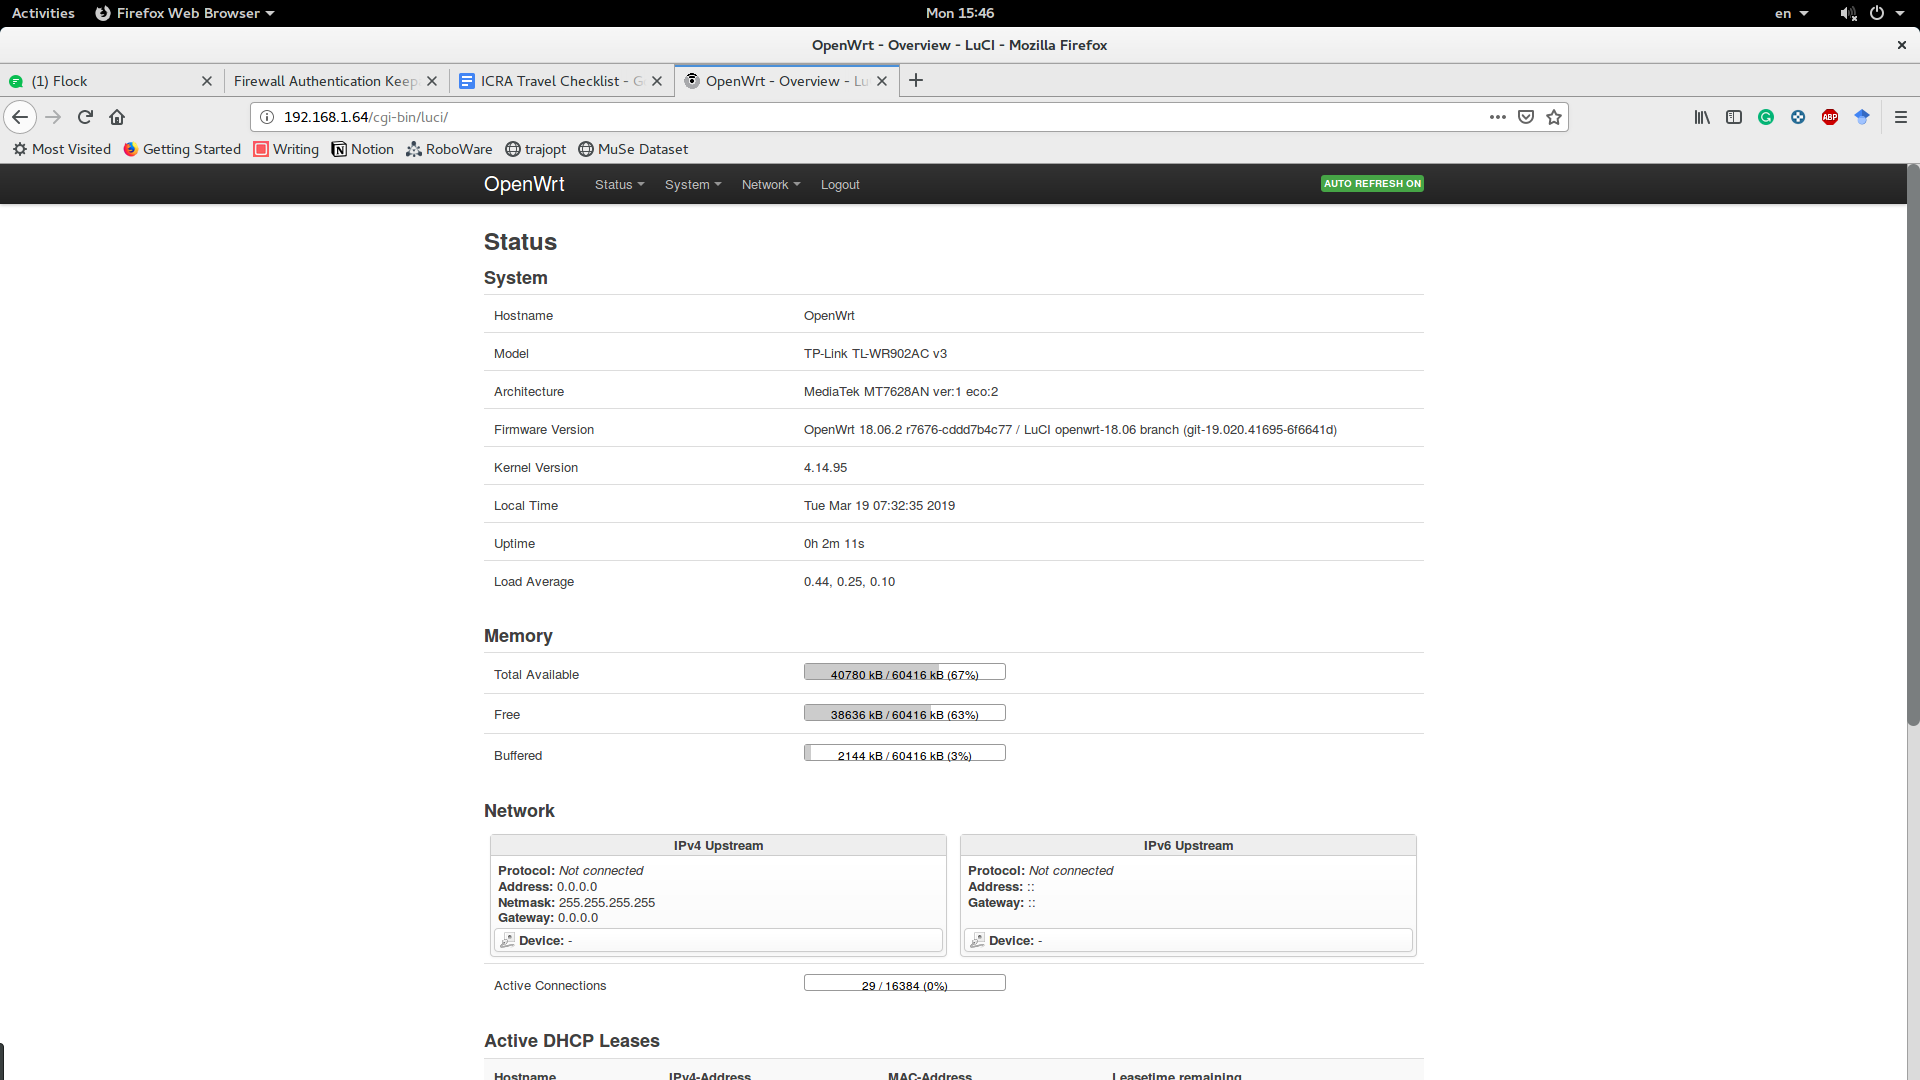 Activities Firefox Web Browser Mon 15:46 en
OpenWrt - Overview - LuCI - Mozilla Firefox
(1) Flock Firewall Authentication Keep ICRA Travel Checklist - G OpenWrt - Overview - Lu
192.168.1.64/cgi-bin/luci/ ABP
Most Visited Getting Started Writing Notion RoboWare trajopt MuSe Dataset
OpenWrt Status System Network Logout AUTO REFRESH ON
Status
System
Hostname OpenWrt
Model TP-Link TL-WR902AC v3
Architecture MediaTek MT7628AN ver:1 eco:2
Firmware Version OpenWrt 18.06.2 r7676-cddd7b4c77 / LuCI openwrt-18.06 branch (git-19.020.41695-6f6641d)
Kernel Version 4.14.95
Local Time Tue Mar 19 07:32:35 2019
Uptime 0h 2m 11s
Load Average 0.44, 0.25, 0.10
Memory
Total Available 40780 kB / 60416 kB (67%)
Free 38636 kB / 60416 kB (63%)
Buffered 2144 kB / 60416 kB (3%)
Network
IPv4 Upstream IPv6 Upstream
Protocol: Not connected Protocol: Not connected
Address: 0.0.0.0 Address: ::
Netmask: 255.255.255.255 Gateway: ::
Gateway: 0.0.0.0
Device: - Device: -
Active Connections 29 / 16384 (0%)
Active DHCP Leases
Hostname IPv4-Address MAC-Address Leasetime remaining